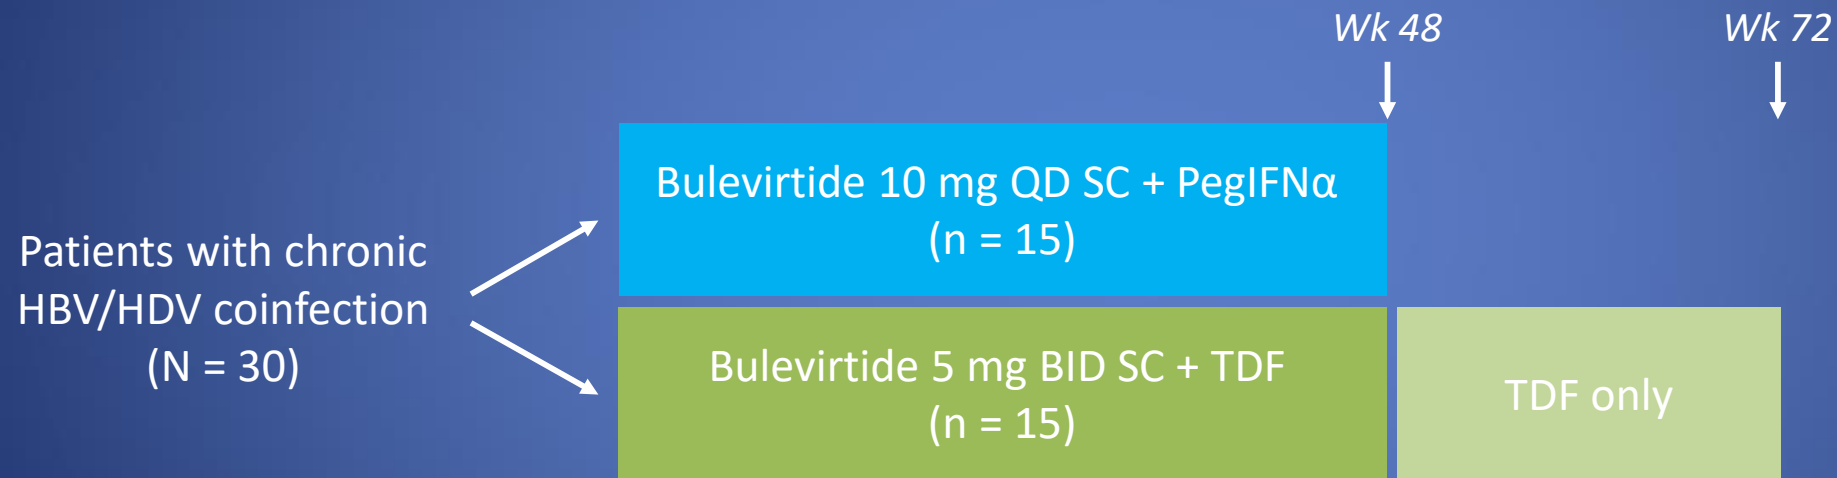 Wk 48
Wk 72
Bulevirtide 10 mg QD SC + PegIFNα
(n = 15)
Patients with chronic
HBV/HDV coinfection
(N = 30)
Bulevirtide 5 mg BID SC + TDF
(n = 15)
TDF only